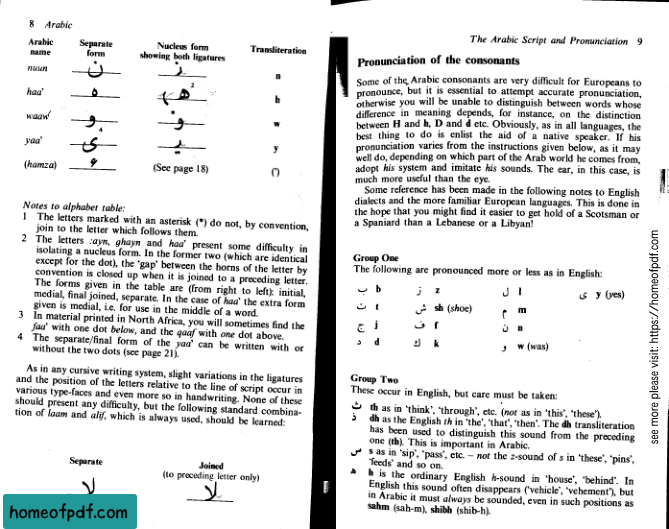 8 Arabic
Arabic name
Separate form
Nucleus form showing both ligatures
Transliteration
nuun ن ن n
haa' ه ه 2 h
waaw و و w
yaa' ى 4 ي y
(hamza) ء (See page 18) (')
Notes to alphabet table:
1 The letters marked with an asterisk (*) do not, by convention,
join to the letter which follows them.
2 The letters :ayn, ghayn and haa' present some difficulty in
isolating a nucleus form. In the former two (which are identical
except for the dot), the 'gap' between the horns of the letter by
convention is closed up when it is joined to a preceding letter.
The forms given in the table are (from right to left): initial,
medial, final joined, separate. In the case of haa' the extra form
given is medial, i.e. for use in the middle of a word.
3 In material printed in North Africa, you will sometimes find the
faa' with one dot below, and the qaaf with one dot above.
4 The separate/final form of the yaa' can be written with or
without the two dots (see page 21).
As in any cursive writing system, slight variations in the ligatures
and the position of the letters relative to the line of script occur in
various type-faces and even more so in handwriting. None of these
should present any difficulty, but the following standard combina-
tion of laam and alif, which is always used, should be learned:
Separate
لا
Joined
(to preceding letter only)
لا
homeofpdf.com
The Arabic Script and Pronunciation 9
Pronunciation of the consonants
Some of the Arabic consonants are very difficult for Europeans to
pronounce, but it is essential to attempt accurate pronunciation,
otherwise you will be unable to distinguish between words whose
difference in meaning depends, for instance, on the distinction
between H and h, D and d etc. Obviously, as in all languages, the
best thing to do is enlist the aid of a native speaker. If his
pronunciation varies from the instructions given below, as it may
well do, depending on which part of the Arab world he comes from,
adopt his system and imitate his sounds. The ear, in this case, is
much more useful than the eye.
Some reference has been made in the following notes to English
dialects and the more familiar European languages. This is done in
the hope that you might find it easier to get hold of a Scotsman or
a Spaniard than a Lebanese or a Libyan!
Group One
The following are pronounced more or less as in English:
ب b ز z ل l ى y (yes)
ت t ش sh (shoe) م m
ج j ف f ن n
د d ك k و w (was)
Group Two
These occur in English, but care must be taken:
ث th as in 'think', 'through', etc. (not as in 'this', 'these').
ذ dh as the English th in 'the', 'that', 'then'. The dh transliteration
has been used to distinguish this sound from the preceding
one (th). This is important in Arabic.
س s as in 'sip', 'pass', etc. – not the z-sound of s in 'these', 'pins',
'feeds' and so on.
ه h is the ordinary English h-sound in 'house', 'behind'. In
English this sound often disappears ('vehicle', 'vehement'), but
in Arabic it must always be sounded, even in such positions as
sahm (sah-m), shibh (shib-h).
see more please visit: https://homeofpdf.com